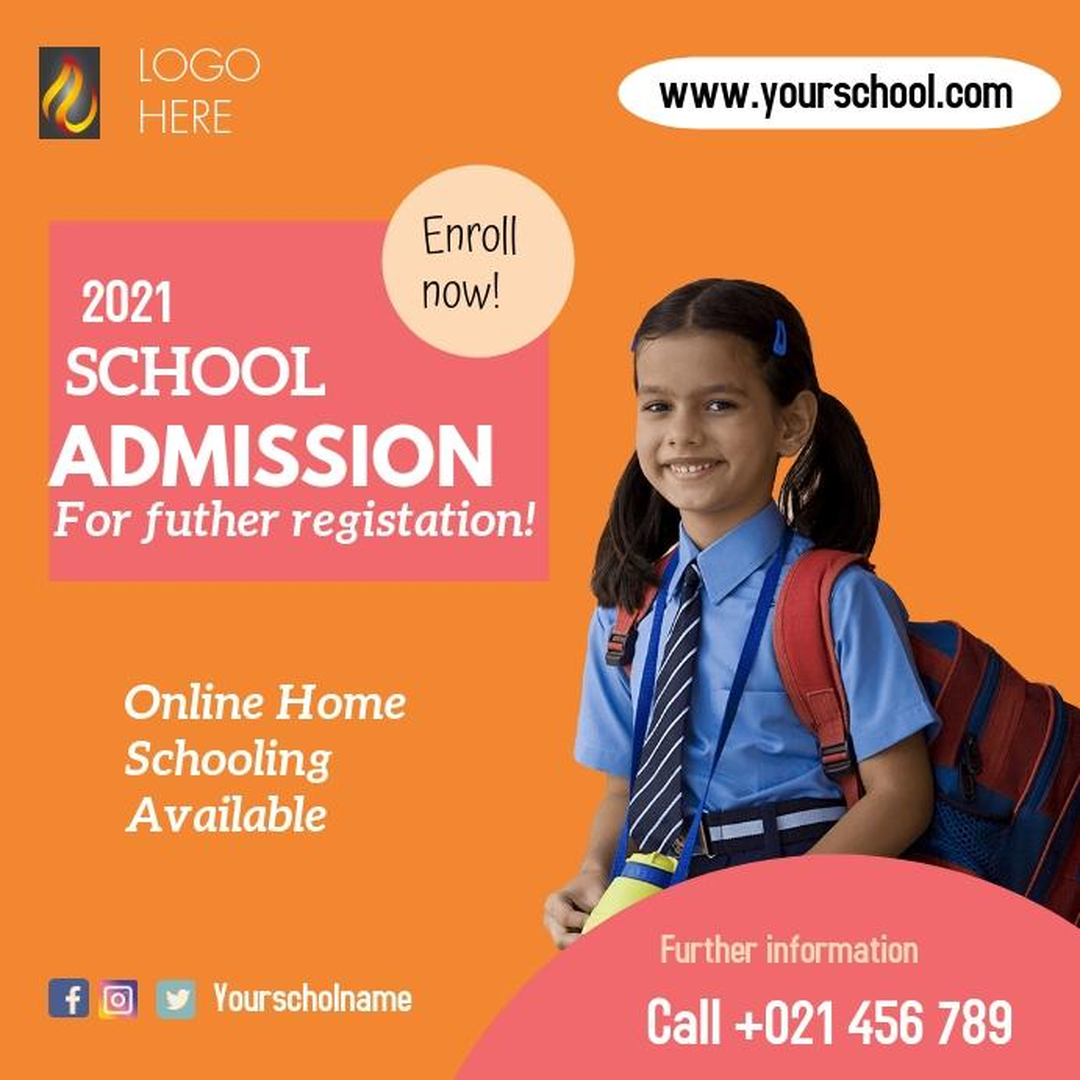 LOGO
HERE
www.yourschool.com
Enroll
now!
2021
SCHOOL
ADMISSION
For futher registation!
Online Home
Schooling
Available
Yourscholname
Further information
Call +021 456 789